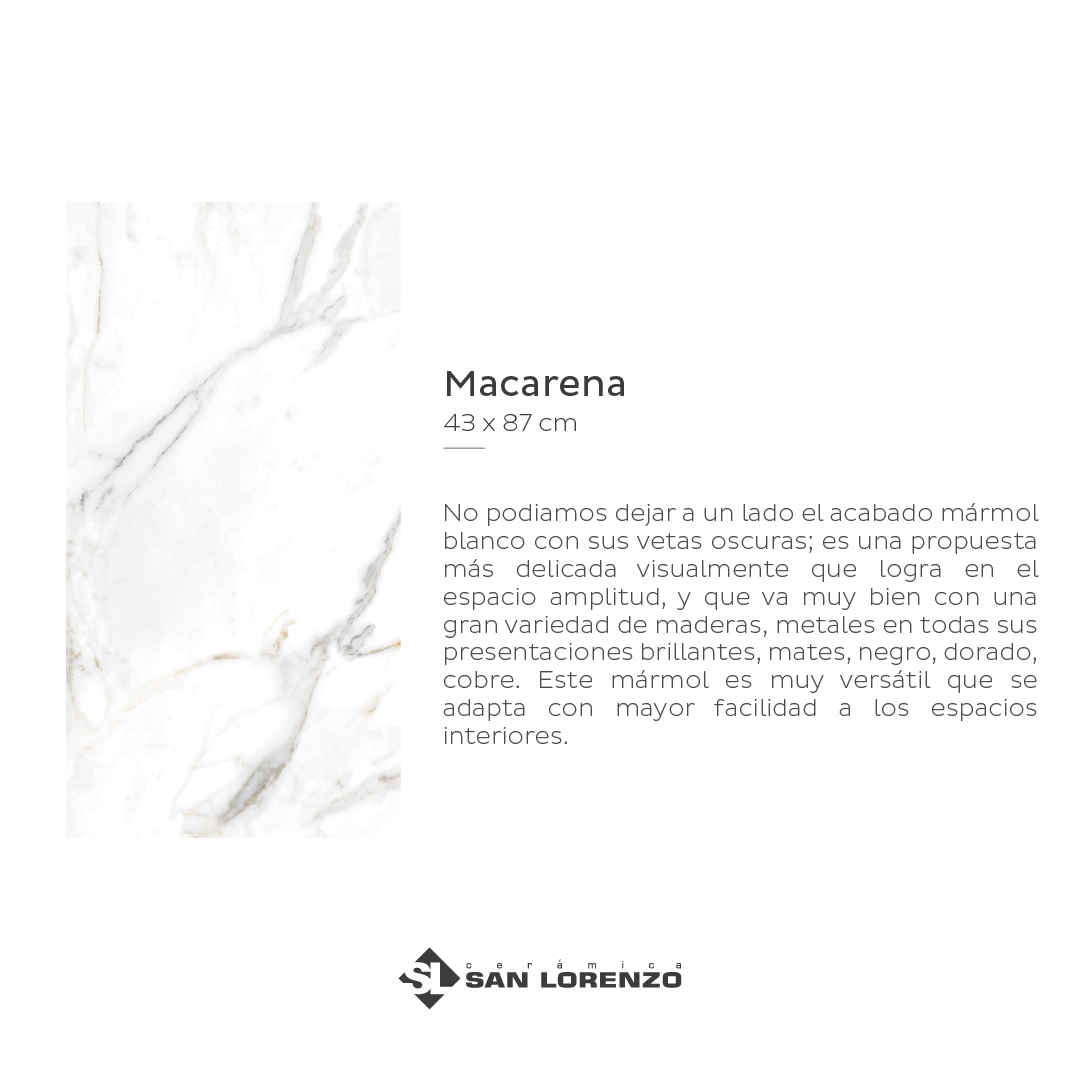 Macarena
43 x 87 cm
No podiamos dejar a un lado el acabado mármol
blanco con sus vetas oscuras; es una propuesta
más delicada visualmente que logra en el
espacio amplitud, y que va muy bien con una
gran variedad de maderas, metales en todas sus
presentaciones brillantes, mates, negro, dorado,
cobre. Este mármol es muy versátil que se
adapta con mayor facilidad a los espacios
interiores.
SL
cerámica
SAN LORENZO